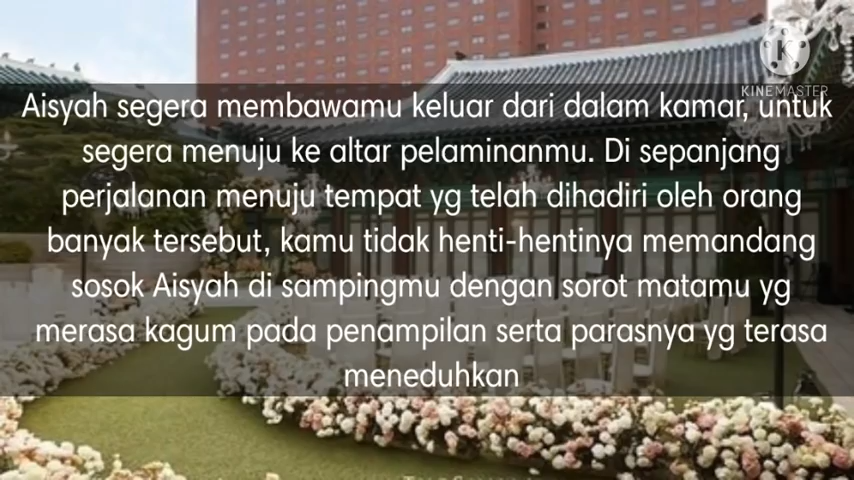 KINEMASTER
Aisyah segera membawamu keluar dari dalam kamar, untuk
segera menuju ke altar pelaminanmu. Di sepanjang
perjalanan menuju tempat yg telah dihadiri oleh orang
banyak tersebut, kamu tidak henti-hentinya memandang
sosok Aisyah di sampingmu dengan sorot matamu yg
merasa kagum pada penampilan serta parasnya yg terasa
meneduhkan